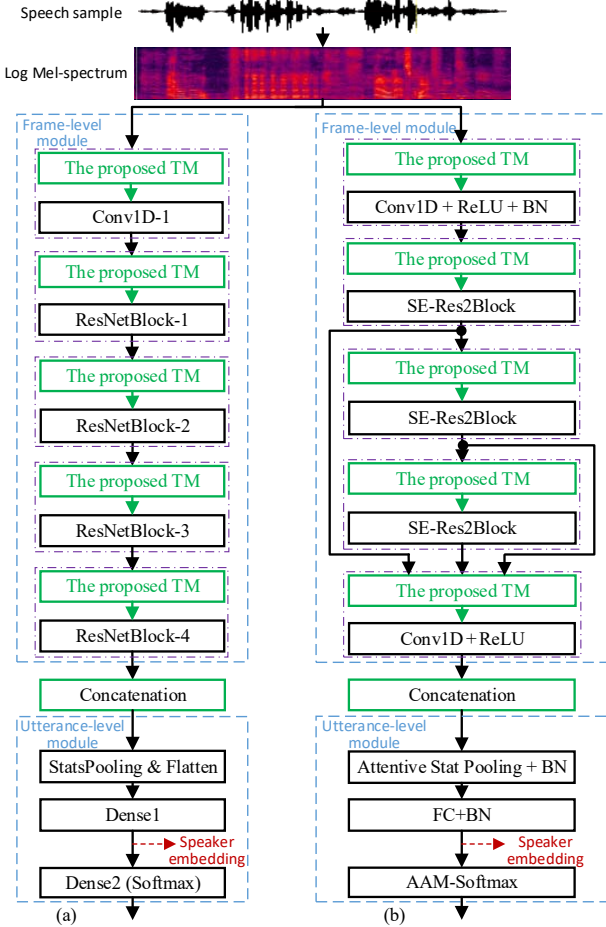 Speech sample
Log Mel-spectrum
Frame-level
module
The proposed TM
Conv1D-1
The proposed TM
ResNetBlock-1
The proposed TM
ResNetBlock-2
The proposed TM
ResNetBlock-3
The proposed TM
ResNetBlock-4
Concatenation
Utterance-level
module
StatsPooling & Flatten
Dense1
Speaker
embedding
Dense2 (Softmax)
(a)
Frame-level module
The proposed TM
Conv1D + ReLU + BN
The proposed TM
SE-Res2Block
The proposed TM
SE-Res2Block
The proposed TM
SE-Res2Block
The proposed TM
Conv1D + ReLU
Concatenation
Utterance-level
module
Attentive Stat Pooling + BN
FC+BN
Speaker
embedding
AAM-Softmax
(b)